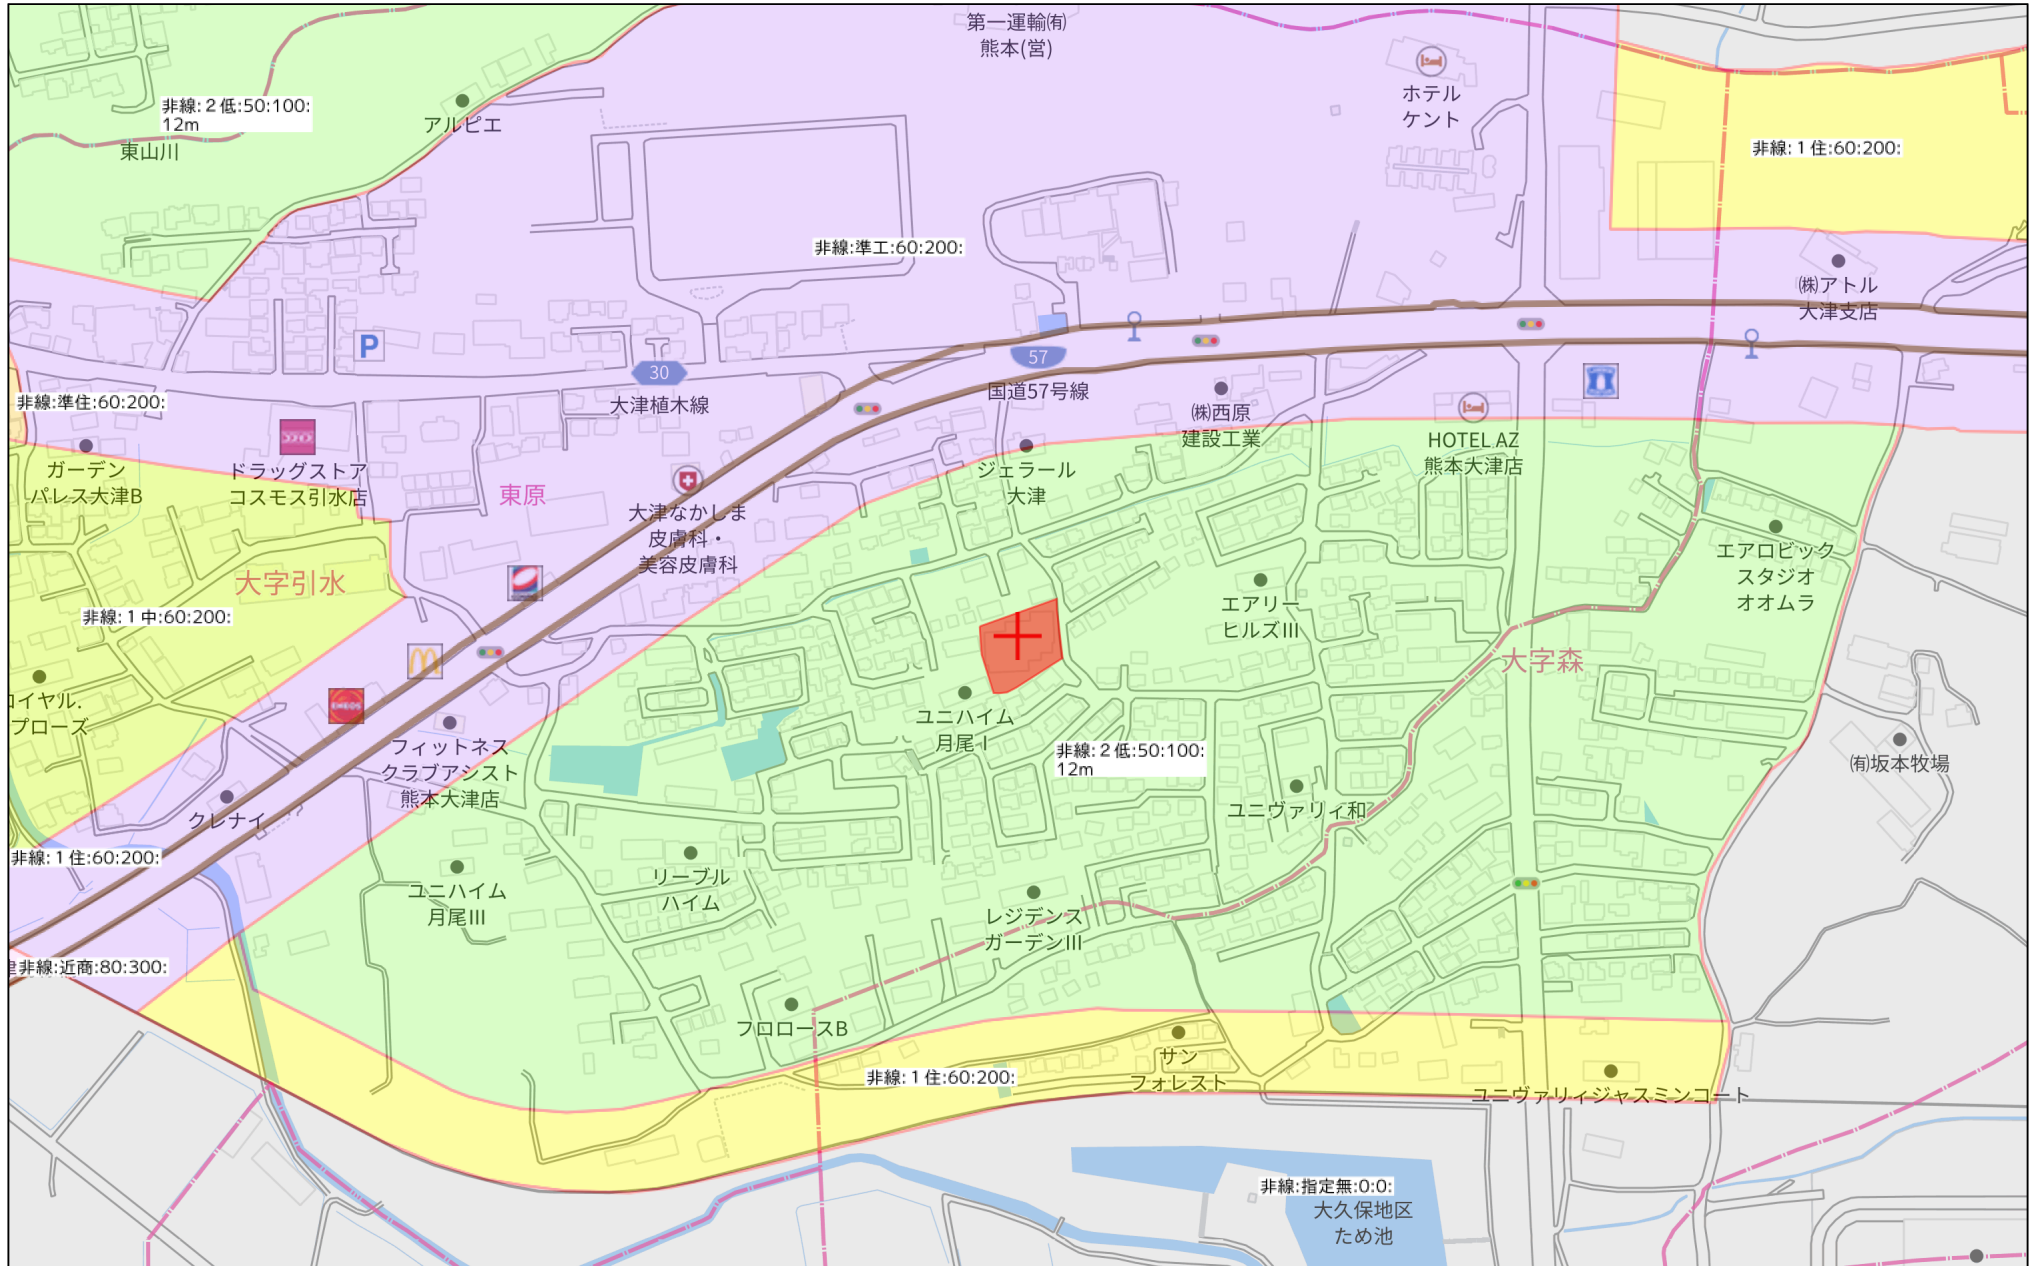 第一運輸㈲
熊本(営)
ホテル
ケント
非線:２低:50:100:
12m
アルピエ
東山川
非線:１住:60:200:
非線:準工:60:200:
㈱アトル
大津支店
P
30
大津植木線
57
国道57号線
㈱西原
建設工業
非線:準住:60:200:
ガーデン
パレス大津B
ドラッグストア
コスモス引水店
東原
大津なかしま
皮膚科・
美容皮膚科
ジェラール
大津
HOTEL AZ
熊本大津店
エアロビック
スタジオ
オオムラ
大字引水
非線:１中:60:200:
エアリー
ヒルズIII
大字森
ロイヤル.
プローズ
ENEOS
フィットネス
クラブアシスト
熊本大津店
ユニハイム
月尾 I
非線:２低:50:100:
12m
㈲坂本牧場
クレナイ
ユニヴァリィ和
非線:１住:60:200:
ユニハイム
月尾III
リーブル
ハイム
レジデンス
ガーデンIII
非線:近商:80:300:
フロロースB
サン
フォレスト
非線:１住:60:200:
ユニヴァリィジャスミンコート
非線:指定無:0:0:
大久保地区
ため池